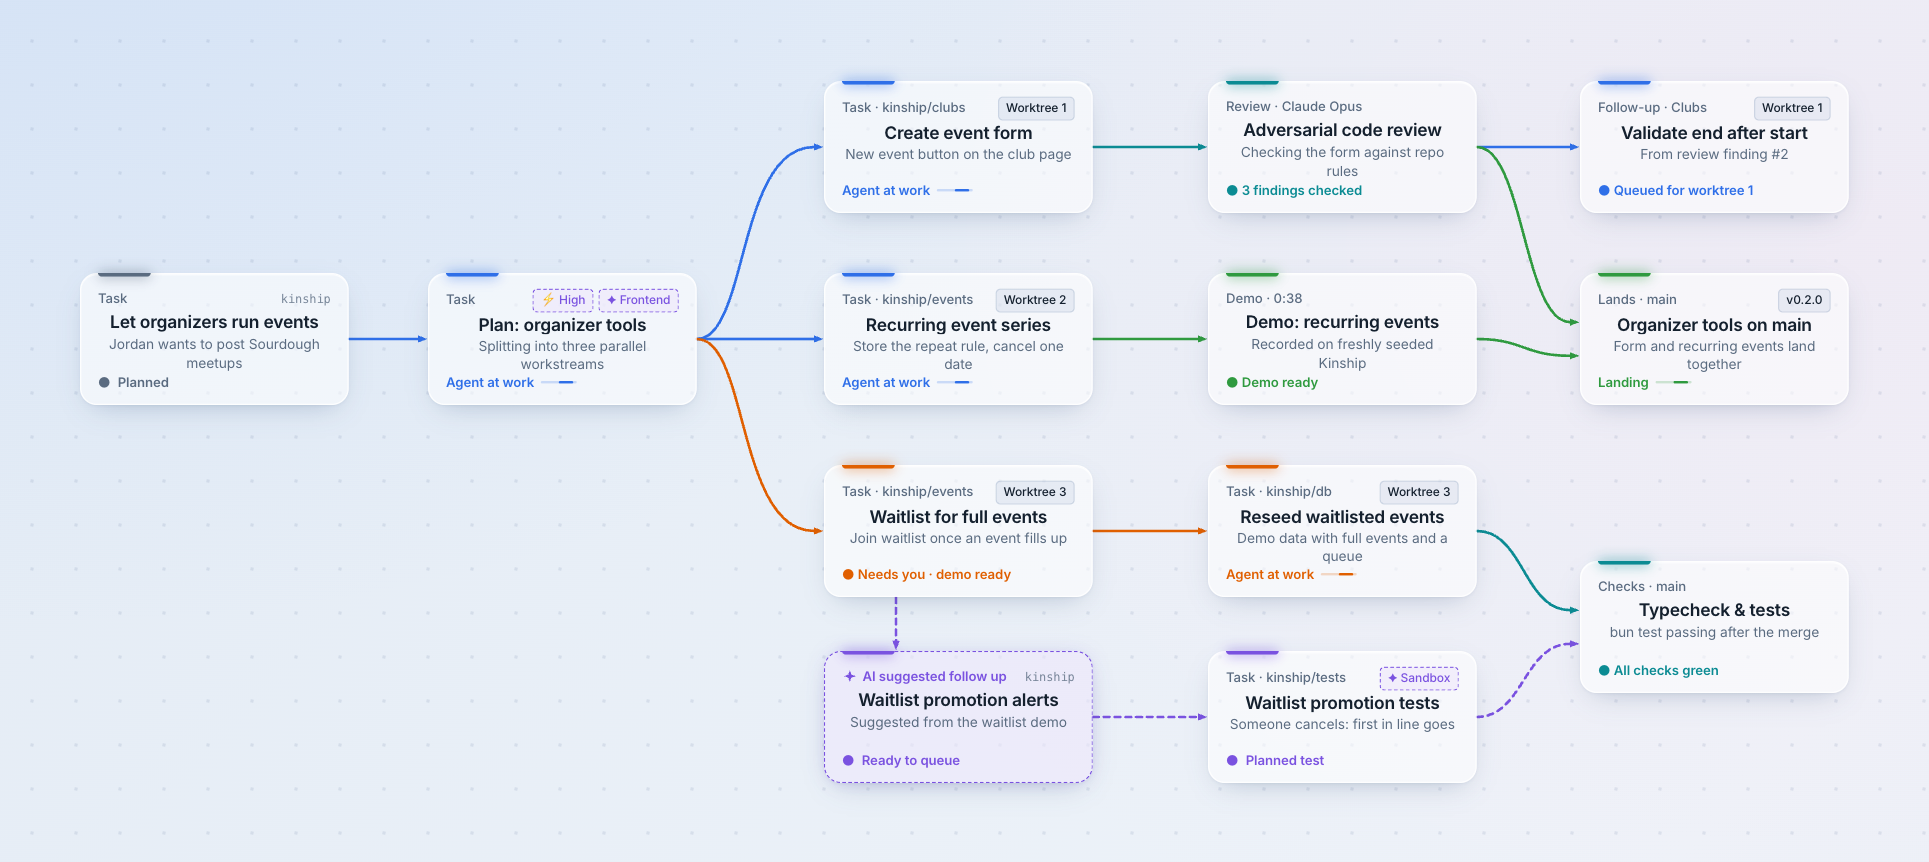 Task
kinship
Let organizers run events
Jordan wants to post Sourdough
meetups
Planned
Task
⚡ High
✦ Frontend
Plan: organizer tools
Splitting into three parallel
workstreams
Agent at work
Task · kinship/clubs
Worktree 1
Create event form
New event button on the club page
Agent at work
Review · Claude Opus
Adversarial code review
Checking the form against repo
rules
3 findings checked
Follow-up · Clubs
Worktree 1
Validate end after start
From review finding #2
Queued for worktree 1
Task · kinship/events
Worktree 2
Recurring event series
Store the repeat rule, cancel one
date
Agent at work
Demo · 0:38
Demo: recurring events
Recorded on freshly seeded
Kinship
Demo ready
Lands · main
v0.2.0
Organizer tools on main
Form and recurring events land
together
Landing
Task · kinship/events
Worktree 3
Waitlist for full events
Join waitlist once an event fills up
Needs you · demo ready
Task · kinship/db
Worktree 3
Reseed waitlisted events
Demo data with full events and a
queue
Agent at work
Checks · main
Typecheck & tests
bun test passing after the merge
All checks green
✦ AI suggested follow up
kinship
Waitlist promotion alerts
Suggested from the waitlist demo
Ready to queue
Task · kinship/tests
✦ Sandbox
Waitlist promotion tests
Someone cancels: first in line goes
Planned test